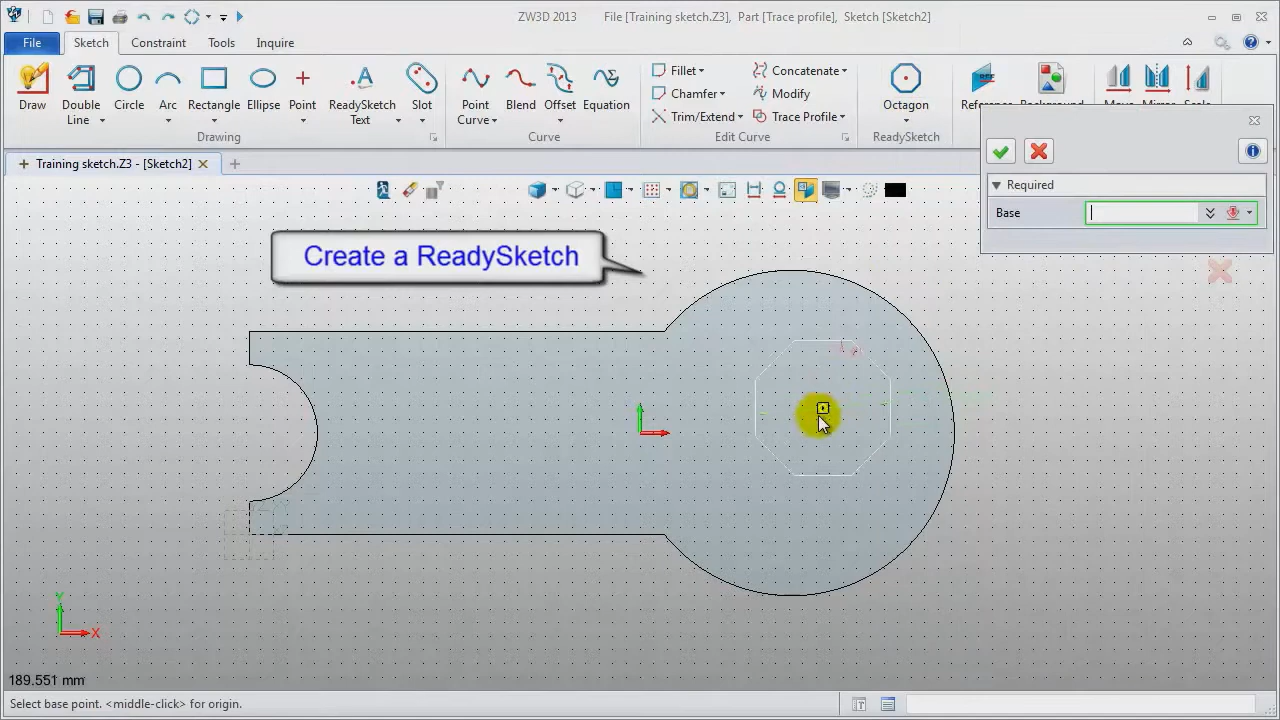 ZW3D 2013 File [Training sketch.Z3], Part [Trace profile], Sketch [Sketch2]
File Sketch Constraint Tools Inquire
Draw
Double Line
Circle
Arc
Rectangle
Ellipse
Point
ReadySketch Text
Slot
Drawing
Point Curve
Blend
Offset
Equation
Curve
Fillet
Chamfer
Trim/Extend
Concatenate
Modify
Trace Profile
Edit Curve
Octagon
ReadySketch
REF
Training sketch.Z3 - [Sketch2]
Required
Base
Create a ReadySketch
Y
X
189.551 mm
Select base point. <middle-click> for origin.